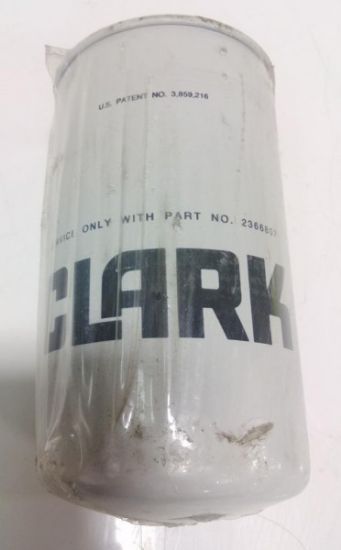 U.S. PATENT NO. 3,859,216
ONLY WITH PART NO.
CLARK